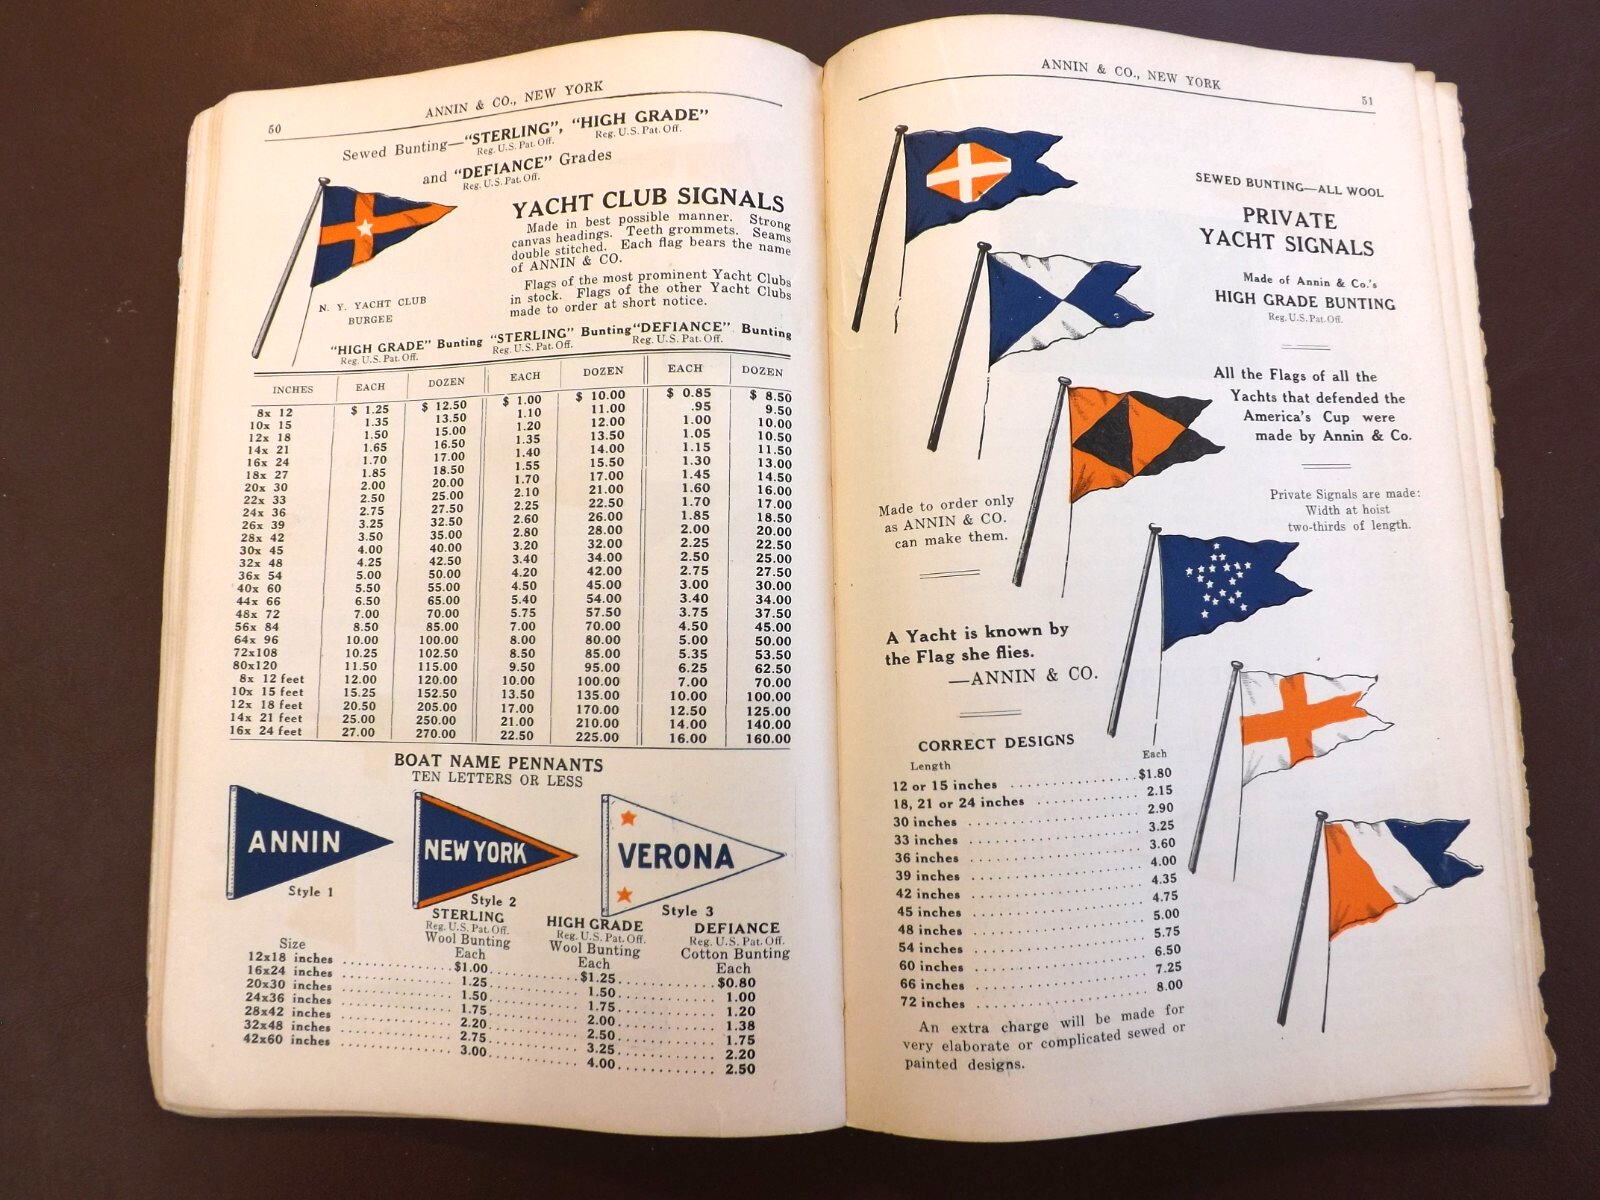 50
ANNIN & CO., NEW YORK
Sewed Bunting—"STERLING", "HIGH GRADE"
Reg. U.S. Pat. Off. Reg. U.S. Pat. Off.
and "DEFIANCE" Grades
Reg. U.S. Pat. Off.
YACHT CLUB SIGNALS
Made in best possible manner. Strong
canvas headings. Teeth grommets. Seams
double stitched. Each flag bears the name
of ANNIN & CO.
Flags of the most prominent Yacht Clubs
in stock. Flags of the other Yacht Clubs
made to order at short notice.
N. Y. YACHT CLUB
BURGEE
"HIGH GRADE" Bunting "STERLING" Bunting "DEFIANCE" Bunting
Reg. U.S. Pat. Off. Reg. U.S. Pat. Off. Reg. U.S. Pat. Off.
INCHES EACH DOZEN EACH DOZEN EACH DOZEN
8x 12 $ 1.25 $ 12.50 $ 1.00 $ 10.00 $ 0.85 $ 8.50
10x 15 1.35 13.50 1.10 11.00 .95 9.50
12x 18 1.50 15.00 1.20 12.00 1.00 10.00
14x 21 1.65 16.50 1.35 13.50 1.05 10.50
16x 24 1.70 17.00 1.40 14.00 1.15 11.50
18x 27 1.85 18.50 1.55 15.50 1.30 13.00
20x 30 2.00 20.00 1.70 17.00 1.45 14.50
22x 33 2.50 25.00 2.10 21.00 1.60 16.00
24x 36 2.75 27.50 2.25 22.50 1.70 17.00
26x 39 3.25 32.50 2.60 26.00 1.85 18.50
28x 42 3.50 35.00 2.80 28.00 2.00 20.00
30x 45 4.00 40.00 3.20 32.00 2.25 22.50
32x 48 4.25 42.50 3.40 34.00 2.50 25.00
36x 54 5.00 50.00 4.20 42.00 2.75 27.50
40x 60 5.50 55.00 4.50 45.00 3.00 30.00
44x 66 6.50 65.00 5.40 54.00 3.40 34.00
48x 72 7.00 70.00 5.75 57.50 3.75 37.50
56x 84 8.50 85.00 7.00 70.00 4.50 45.00
64x 96 10.00 100.00 8.00 80.00 5.00 50.00
72x108 10.25 102.50 8.50 85.00 5.35 53.50
80x120 11.50 115.00 9.50 95.00 6.25 62.50
8x 12 feet 12.00 120.00 10.00 100.00 7.00 70.00
10x 15 feet 15.25 152.50 13.50 135.00 10.00 100.00
12x 18 feet 20.50 205.00 17.00 170.00 12.50 125.00
14x 21 feet 25.00 250.00 21.00 210.00 14.00 140.00
16x 24 feet 27.00 270.00 22.50 225.00 16.00 160.00
BOAT NAME PENNANTS
TEN LETTERS OR LESS
ANNIN NEW YORK VERONA
Style 1 Style 2 Style 3
STERLING HIGH GRADE DEFIANCE
Reg. U.S. Pat. Off. Reg. U.S. Pat. Off. Reg. U.S. Pat. Off.
Size Wool Bunting Wool Bunting Cotton Bunting
Each Each Each
12x18 inches $1.00 $1.25 $0.80
16x24 inches 1.25 1.50 1.00
20x30 inches 1.50 1.75 1.20
24x36 inches 1.75 2.00 1.38
28x42 inches 2.20 2.50 1.75
32x48 inches 2.75 3.25 2.20
42x60 inches 3.00 4.00 2.50
ANNIN & CO., NEW YORK
51
SEWED BUNTING—ALL WOOL
PRIVATE
YACHT SIGNALS
Made of Annin & Co.'s
HIGH GRADE BUNTING
Reg. U.S. Pat. Off.
All the Flags of all the
Yachts that defended the
America's Cup were
made by Annin & Co.
Private Signals are made:
Width at hoist
two-thirds of length.
Made to order only
as ANNIN & CO.
can make them.
A Yacht is known by
the Flag she flies.
—ANNIN & CO.
CORRECT DESIGNS
Length Each
12 or 15 inches $1.80
18, 21 or 24 inches 2.15
30 inches 2.90
33 inches 3.25
36 inches 3.60
39 inches 4.00
42 inches 4.35
45 inches 4.75
48 inches 5.00
54 inches 5.75
60 inches 6.50
66 inches 7.25
72 inches 8.00
An extra charge will be made for
very elaborate or complicated sewed or
painted designs.